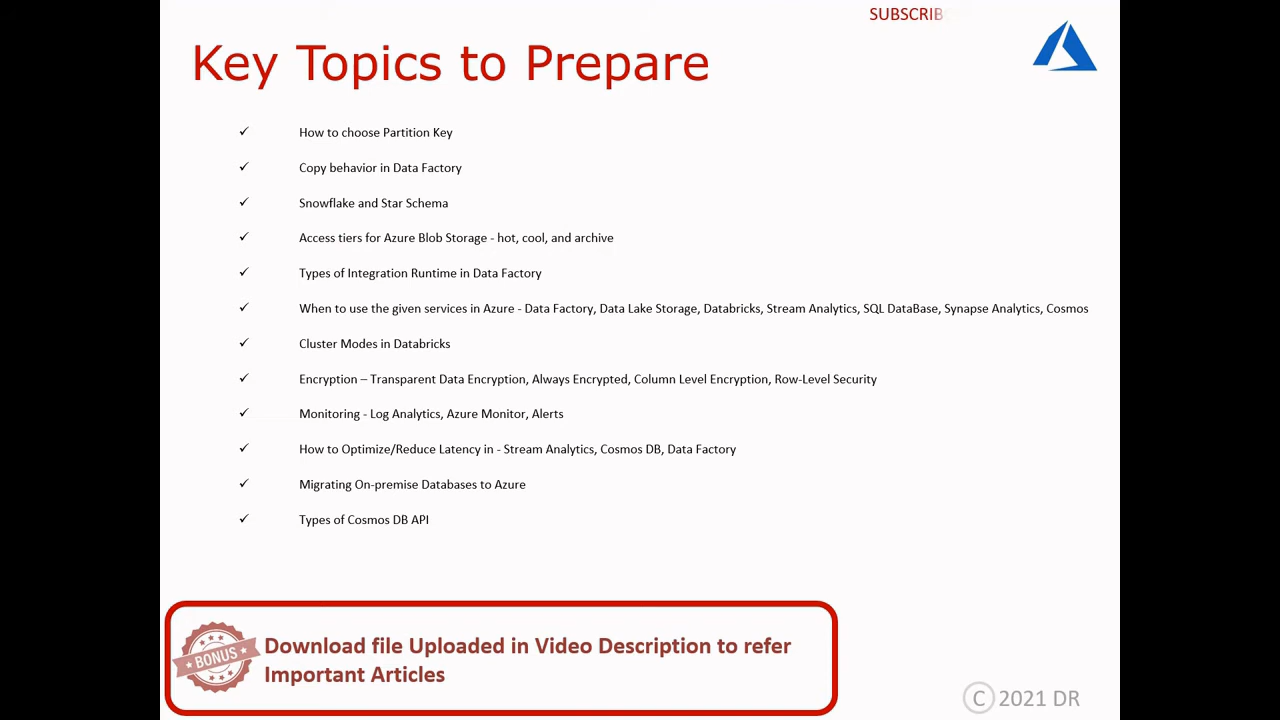 SUBSCRIB
Key Topics to Prepare
✓ How to choose Partition Key
✓ Copy behavior in Data Factory
✓ Snowflake and Star Schema
✓ Access tiers for Azure Blob Storage - hot, cool, and archive
✓ Types of Integration Runtime in Data Factory
✓ When to use the given services in Azure - Data Factory, Data Lake Storage, Databricks, Stream Analytics, SQL DataBase, Synapse Analytics, Cosmos
✓ Cluster Modes in Databricks
✓ Encryption – Transparent Data Encryption, Always Encrypted, Column Level Encryption, Row-Level Security
✓ Monitoring - Log Analytics, Azure Monitor, Alerts
✓ How to Optimize/Reduce Latency in - Stream Analytics, Cosmos DB, Data Factory
✓ Migrating On-premise Databases to Azure
✓ Types of Cosmos DB API
BONUS
Download file Uploaded in Video Description to refer
Important Articles
© 2021 DR